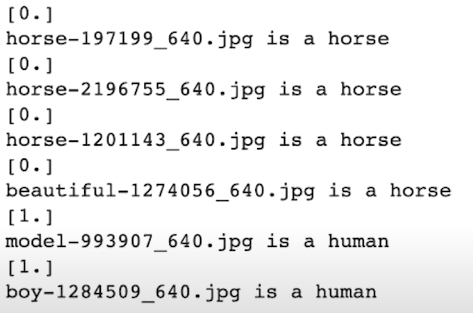 [0.]
horse-197199_640.jpg is a horse
[0.]
horse-2196755_640.jpg is a horse
[0.]
horse-1201143_640.jpg is a horse
[0.]
beautiful-1274056_640.jpg is a horse
[1.]
model-993907_640.jpg is a human
[1.]
boy-1284509_640.jpg is a human